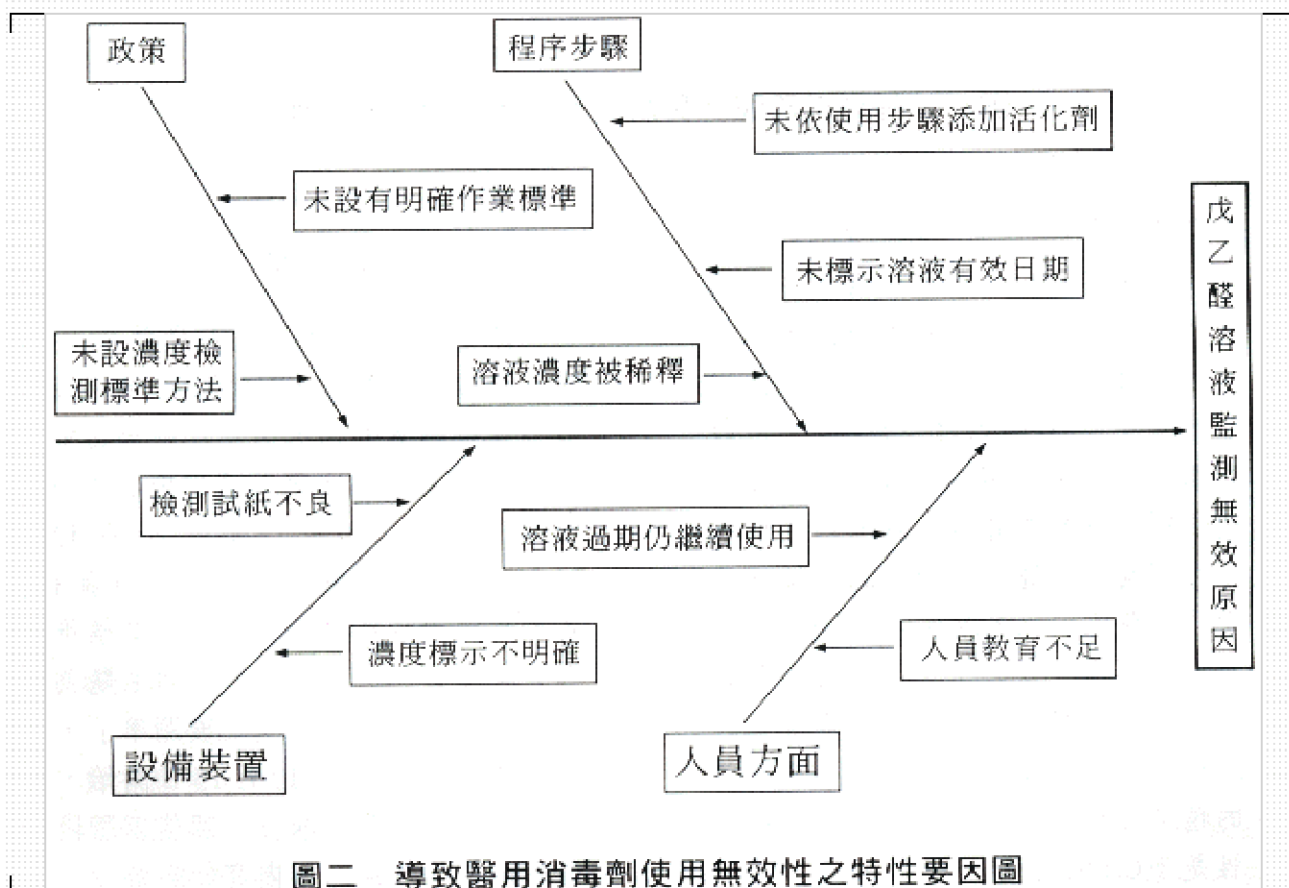 政策
程序步驟
未依使用步驟添加活化劑
未設有明確作業標準
未標示溶液有效日期
未設濃度檢
測標準方法
溶液濃度被稀釋
戊乙醛溶液監測無效原因
檢測試紙不良
溶液過期仍繼續使用
濃度標示不明確
人員教育不足
設備裝置
人員方面
圖二 導致醫用消毒劑使用無效性之特性要因圖